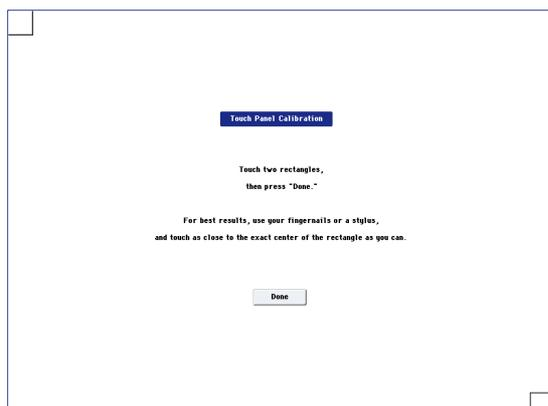 Touch Panel Calibration
Touch two rectangles,
then press "Done."
For best results, use your fingernails or a stylus,
and touch as close to the exact center of the rectangle as you can.
Done